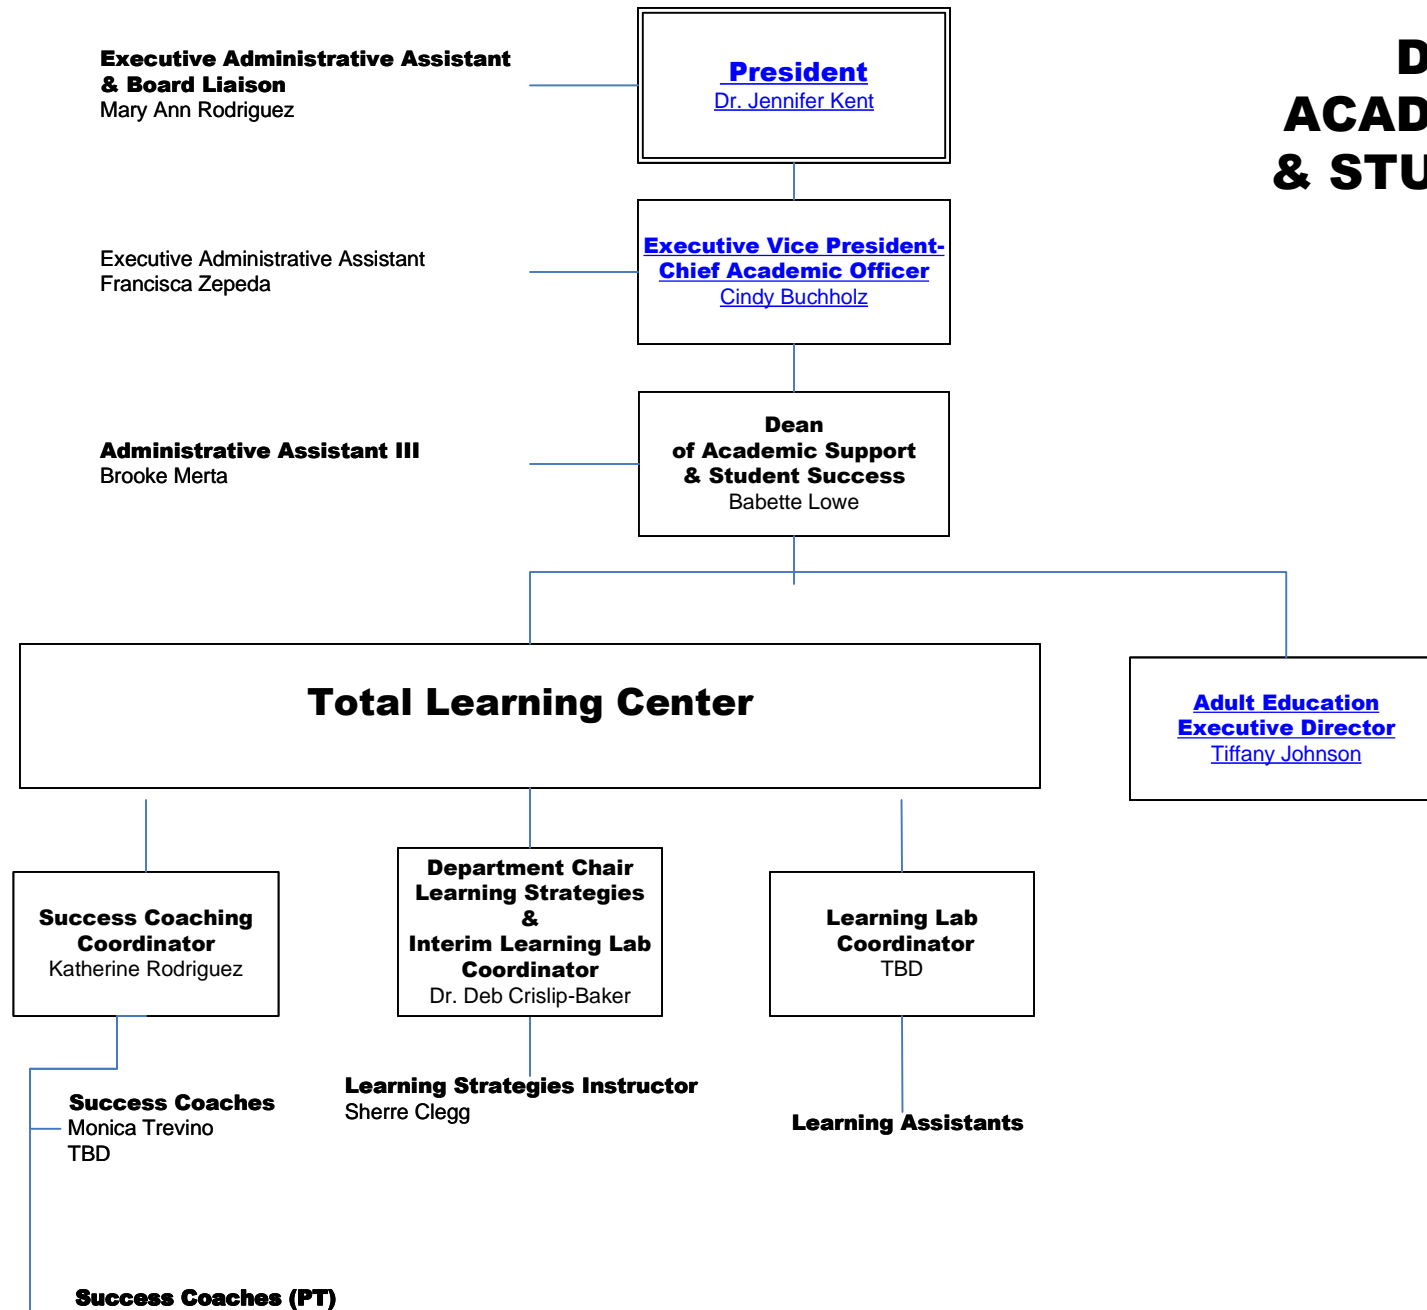 Executive Administrative Assistant
& Board Liaison
Mary Ann Rodriguez
President
Dr. Jennifer Kent
D
ACAD
& STU
Executive Administrative Assistant
Francisca Zepeda
Executive Vice President-
Chief Academic Officer
Cindy Buchholz
Administrative Assistant III
Brooke Merta
Dean
of Academic Support
& Student Success
Babette Lowe
Total Learning Center
Adult Education
Executive Director
Tiffany Johnson
Success Coaching
Coordinator
Katherine Rodriguez
Department Chair
Learning Strategies
&
Interim Learning Lab
Coordinator
Dr. Deb Crislip-Baker
Learning Lab
Coordinator
TBD
Success Coaches
Monica Trevino
TBD
Learning Strategies Instructor
Sherre Clegg
Learning Assistants
Success Coaches (PT)